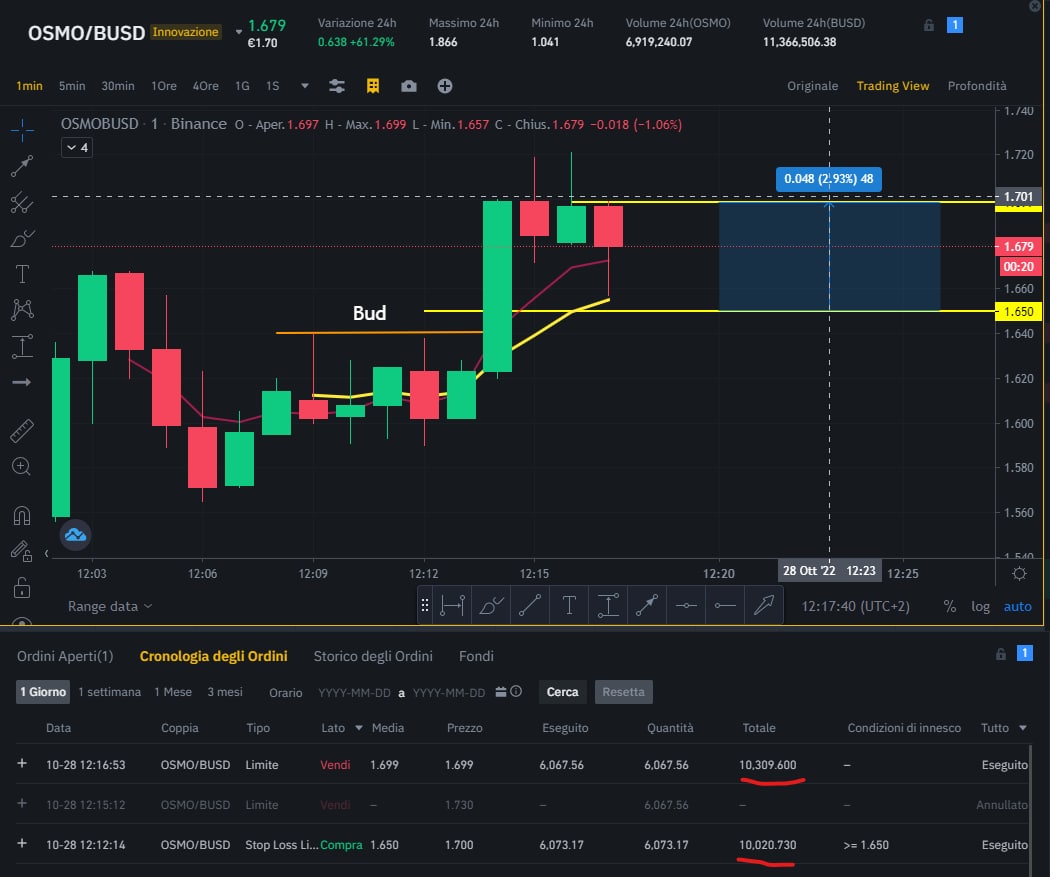 OSMO/BUSD Innovazione 1.679 €1.70
Variazione 24h 0.638 +61.29%
Massimo 24h 1.866
Minimo 24h 1.041
Volume 24h(OSMO) 6,919,240.07
Volume 24h(BUSD) 11,366,506.38
1
1min 5min 30min 1Ore 4Ore 1G 1S Originale Trading View Profondità
OSMOBUSD · 1 · Binance O - Aper.1.697 H - Max.1.699 L - Min.1.657 C - Chius.1.679 −0.018 (−1.06%)
4
1.740
1.720
0.048 (2.93%) 48
1.701
1.679
00:20
1.660
Bud
1.650
1.640
1.620
1.600
1.580
1.560
1.540
12:03 12:06 12:09 12:12 12:15 12:20 28 Ott '22 12:23 12:25
Range data 12:17:40 (UTC+2) % log auto
Ordini Aperti(1) Cronologia degli Ordini Storico degli Ordini Fondi 1
1 Giorno 1 settimana 1 Mese 3 mesi Orario YYYY-MM-DD a YYYY-MM-DD Cerca Resetta
Data Coppia Tipo Lato Media Prezzo Eseguito Quantità Totale Condizioni di innesco Tutto
+ 10-28 12:16:53 OSMO/BUSD Limite Vendi 1.699 1.699 6,067.56 6,067.56 10,309.600 – Eseguito
+ 10-28 12:15:12 OSMO/BUSD Limite Vendi – 1.730 – 6,067.56 – – Annullato
+ 10-28 12:12:14 OSMO/BUSD Stop Loss Li... Compra 1.650 1.700 6,073.17 6,073.17 10,020.730 >= 1.650 Eseguito